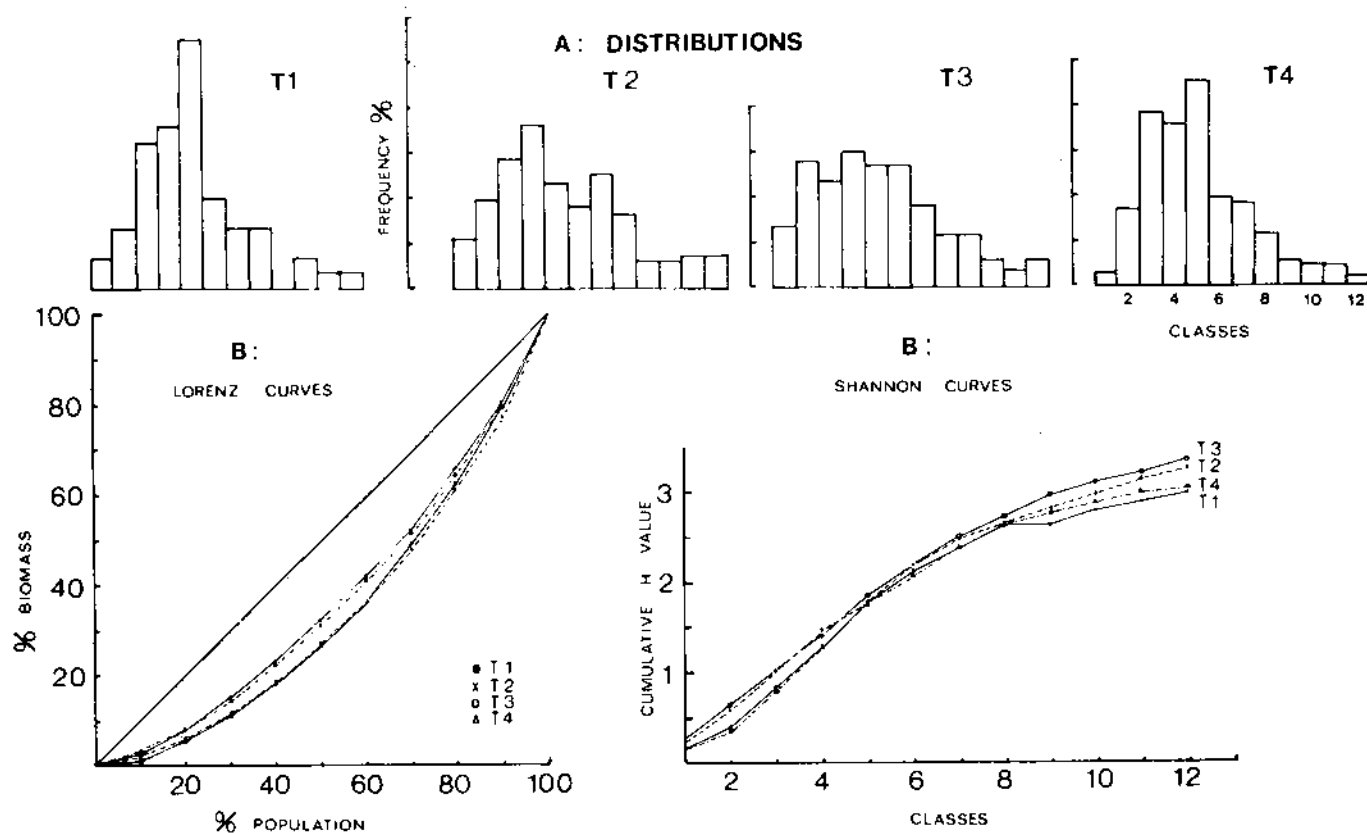 A: DISTRIBUTIONS
T1
T2
T3
T4
FREQUENCY %
2 4 6 8 10 12
CLASSES
B:
LORENZ CURVES
100
80
60
40
20
% BIOMASS
20 40 60 80 100
% POPULATION
● T1
x T2
o T3
▵ T4
B:
SHANNON CURVES
3
2
1
CUMULATIVE H VALUE
T3
T2
T4
T1
2 4 6 8 10 12
CLASSES